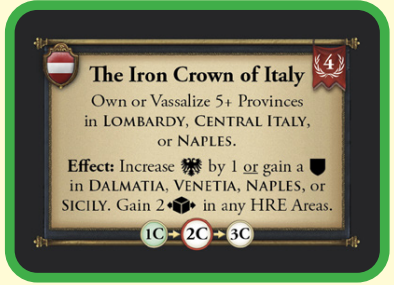 The Iron Crown of Italy
4
Own or Vassalize 5+ Provinces
in LOMBARDY, CENTRAL ITALY,
or NAPLES.
Effect: Increase by 1 or gain a
in DALMATIA, VENETIA, NAPLES, or
SICILY. Gain 2 in any HRE Areas.
1C 2C 3C